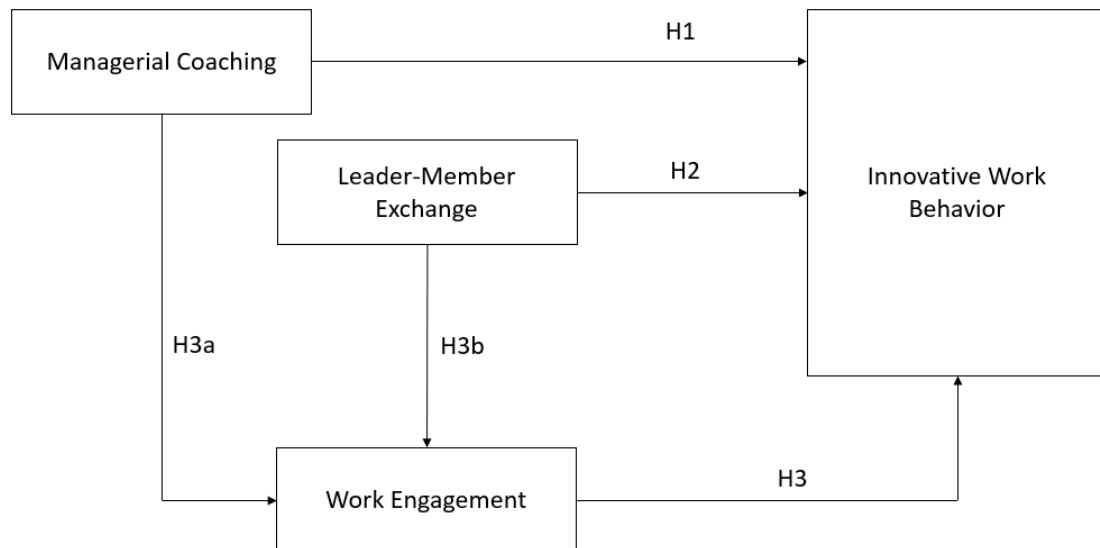 H1
Managerial Coaching
Leader-Member
Exchange
H2
Innovative Work
Behavior
H3a
H3b
Work Engagement
H3